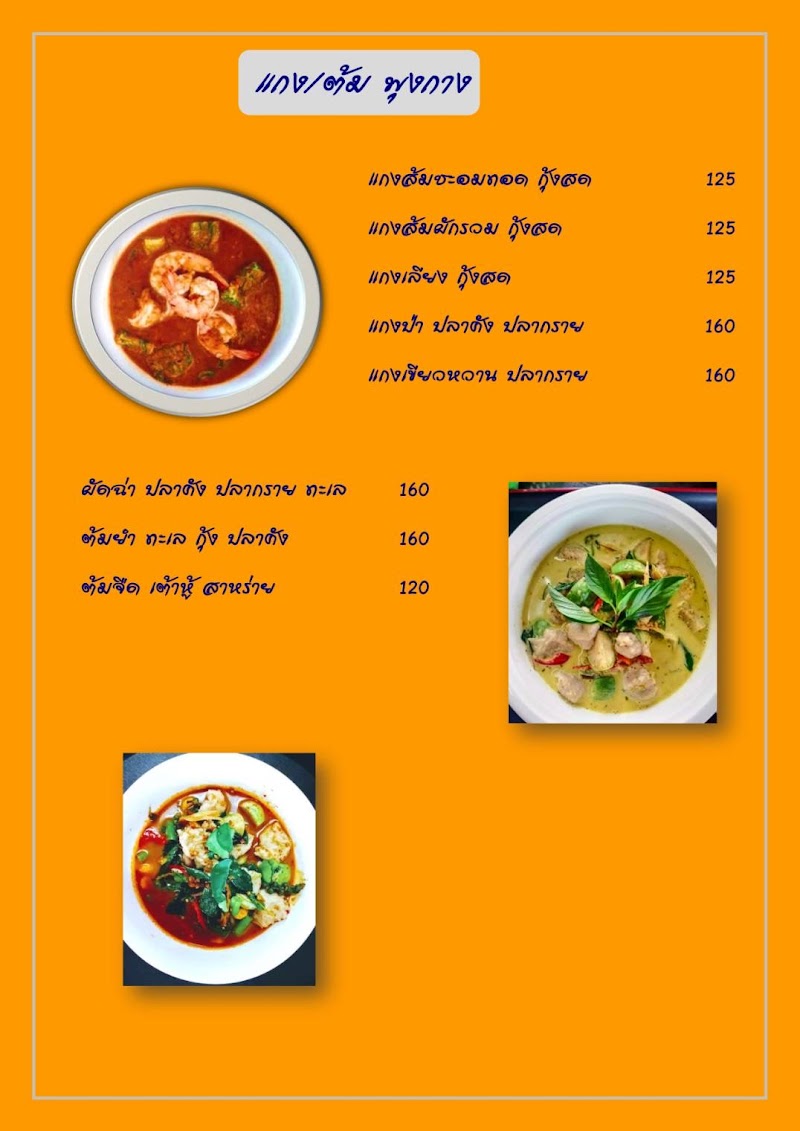 แกง/ต้ม พุงกาง
แกงส้มชะอมทอด กุ้งสด 125
แกงส้มผักรวม กุ้งสด 125
แกงเลียง กุ้งสด 125
แกงป่า ปลาคัง ปลากราย 160
แกงเขียวหวาน ปลากราย 160
ผัดฉ่า ปลาคัง ปลากราย ทะเล 160
ต้มยำ ทะเล กุ้ง ปลาคัง 160
ต้มจืด เต้าหู้ สาหร่าย 120